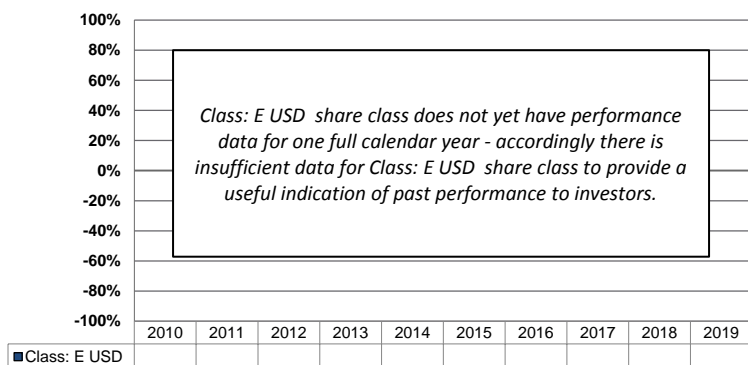 100%
80%
60%
40%
20%
0%
-20%
-40%
-60%
-80%
-100%
Class: E USD share class does not yet have performance
data for one full calendar year - accordingly there is
insufficient data for Class: E USD share class to provide a
useful indication of past performance to investors.
2010 2011 2012 2013 2014 2015 2016 2017 2018 2019
Class: E USD